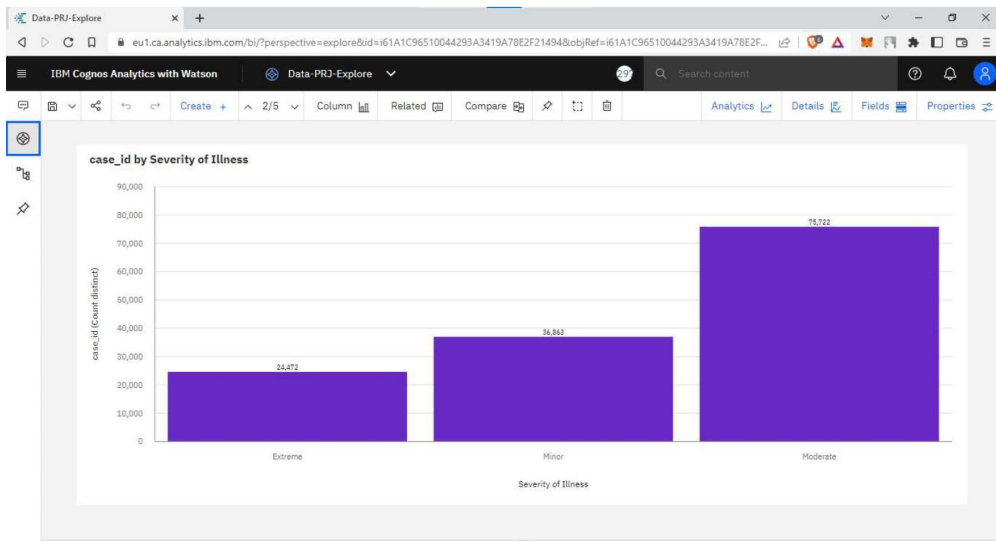 Data-PRJ-Explore
eu1.ca.analytics.ibm.com/bi/?perspective=explore&id=i61A1C96510044293A3419A78E2F21494&objRef=i61A1C96510044293A3419A78E2F...
IBM Cognos Analytics with Watson
Data-PRJ-Explore
297
Search content
Create +
2/5
Column
Related
Compare
Analytics
Details
Fields
Properties
case_id by Severity of Illness
90,000
80,000
75,722
70,000
60,000
50,000
40,000
36,863
30,000
24,472
20,000
10,000
0
case_id (Count distinct)
Extreme
Minor
Moderate
Severity of Illness